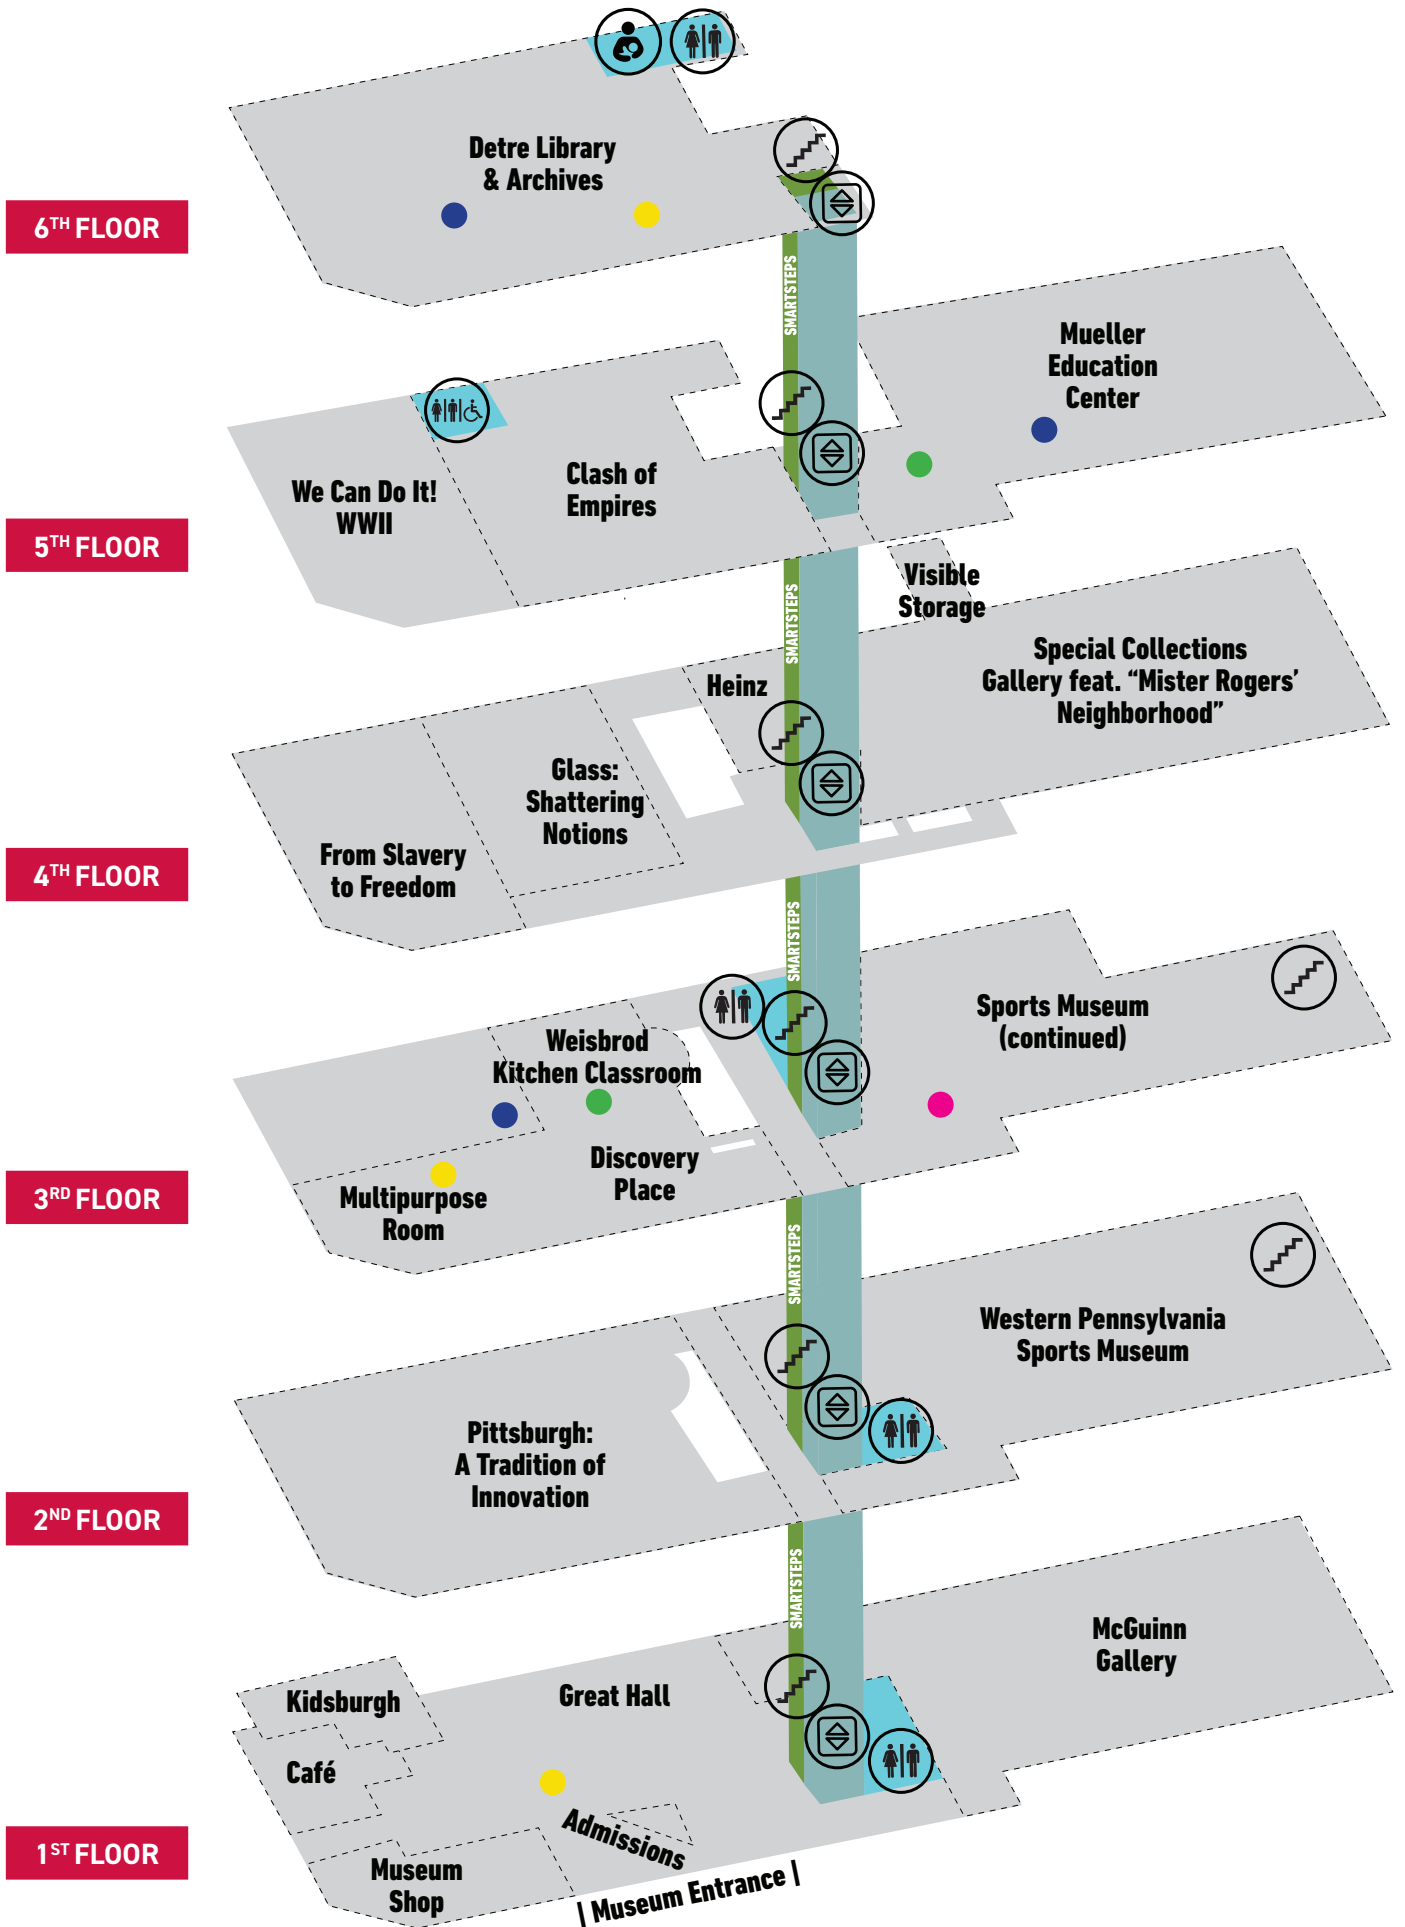 Detre Library
& Archives
6TH FLOOR
SMARTSTEPS
Mueller
Education
Center
We Can Do It!
WWII
Clash of
Empires
5TH FLOOR
SMARTSTEPS
Visible
Storage
Special Collections
Gallery feat. “Mister Rogers’
Neighborhood”
Heinz
Glass:
Shattering
Notions
From Slavery
to Freedom
4TH FLOOR
SMARTSTEPS
Sports Museum
(continued)
Weisbrod
Kitchen Classroom
Discovery
Place
Multipurpose
Room
3RD FLOOR
SMARTSTEPS
Western Pennsylvania
Sports Museum
Pittsburgh:
A Tradition of
Innovation
2ND FLOOR
SMARTSTEPS
McGuinn
Gallery
Great Hall
Kidsburgh
Café
Admissions
1ST FLOOR
Museum
Shop
| Museum Entrance |